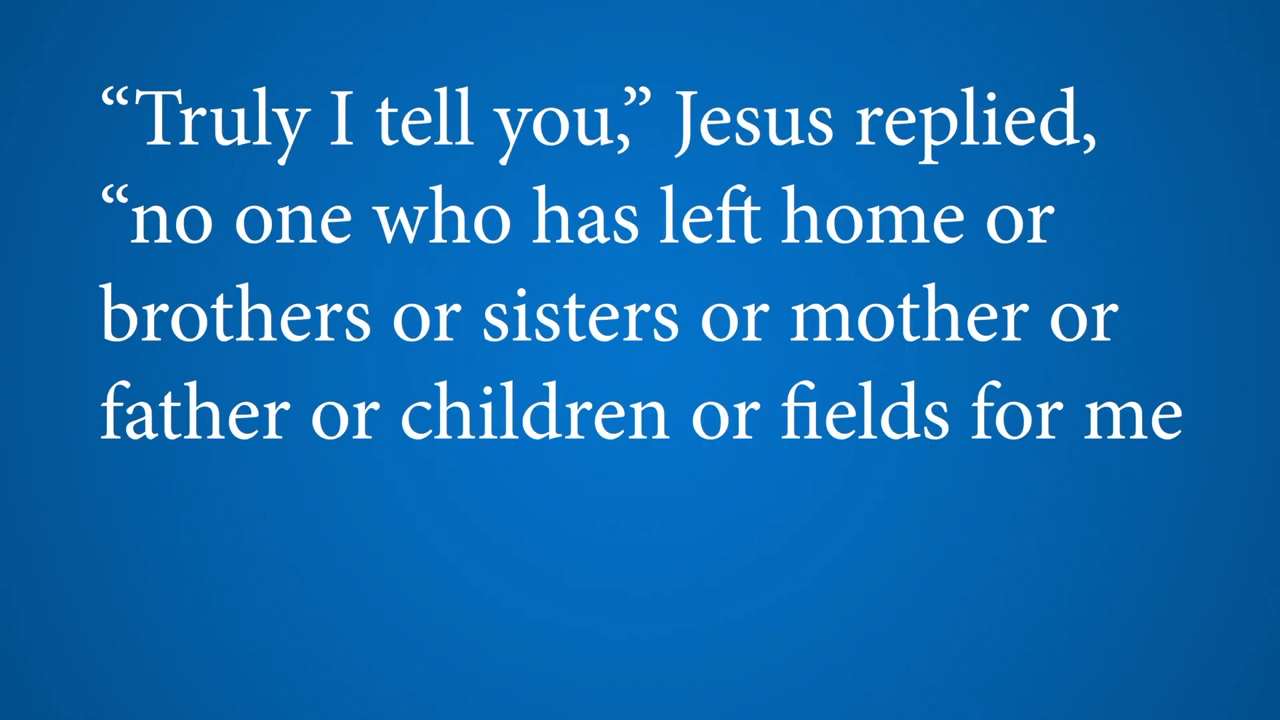 “Truly I tell you,” Jesus replied,
“no one who has left home or
brothers or sisters or mother or
father or children or fields for me